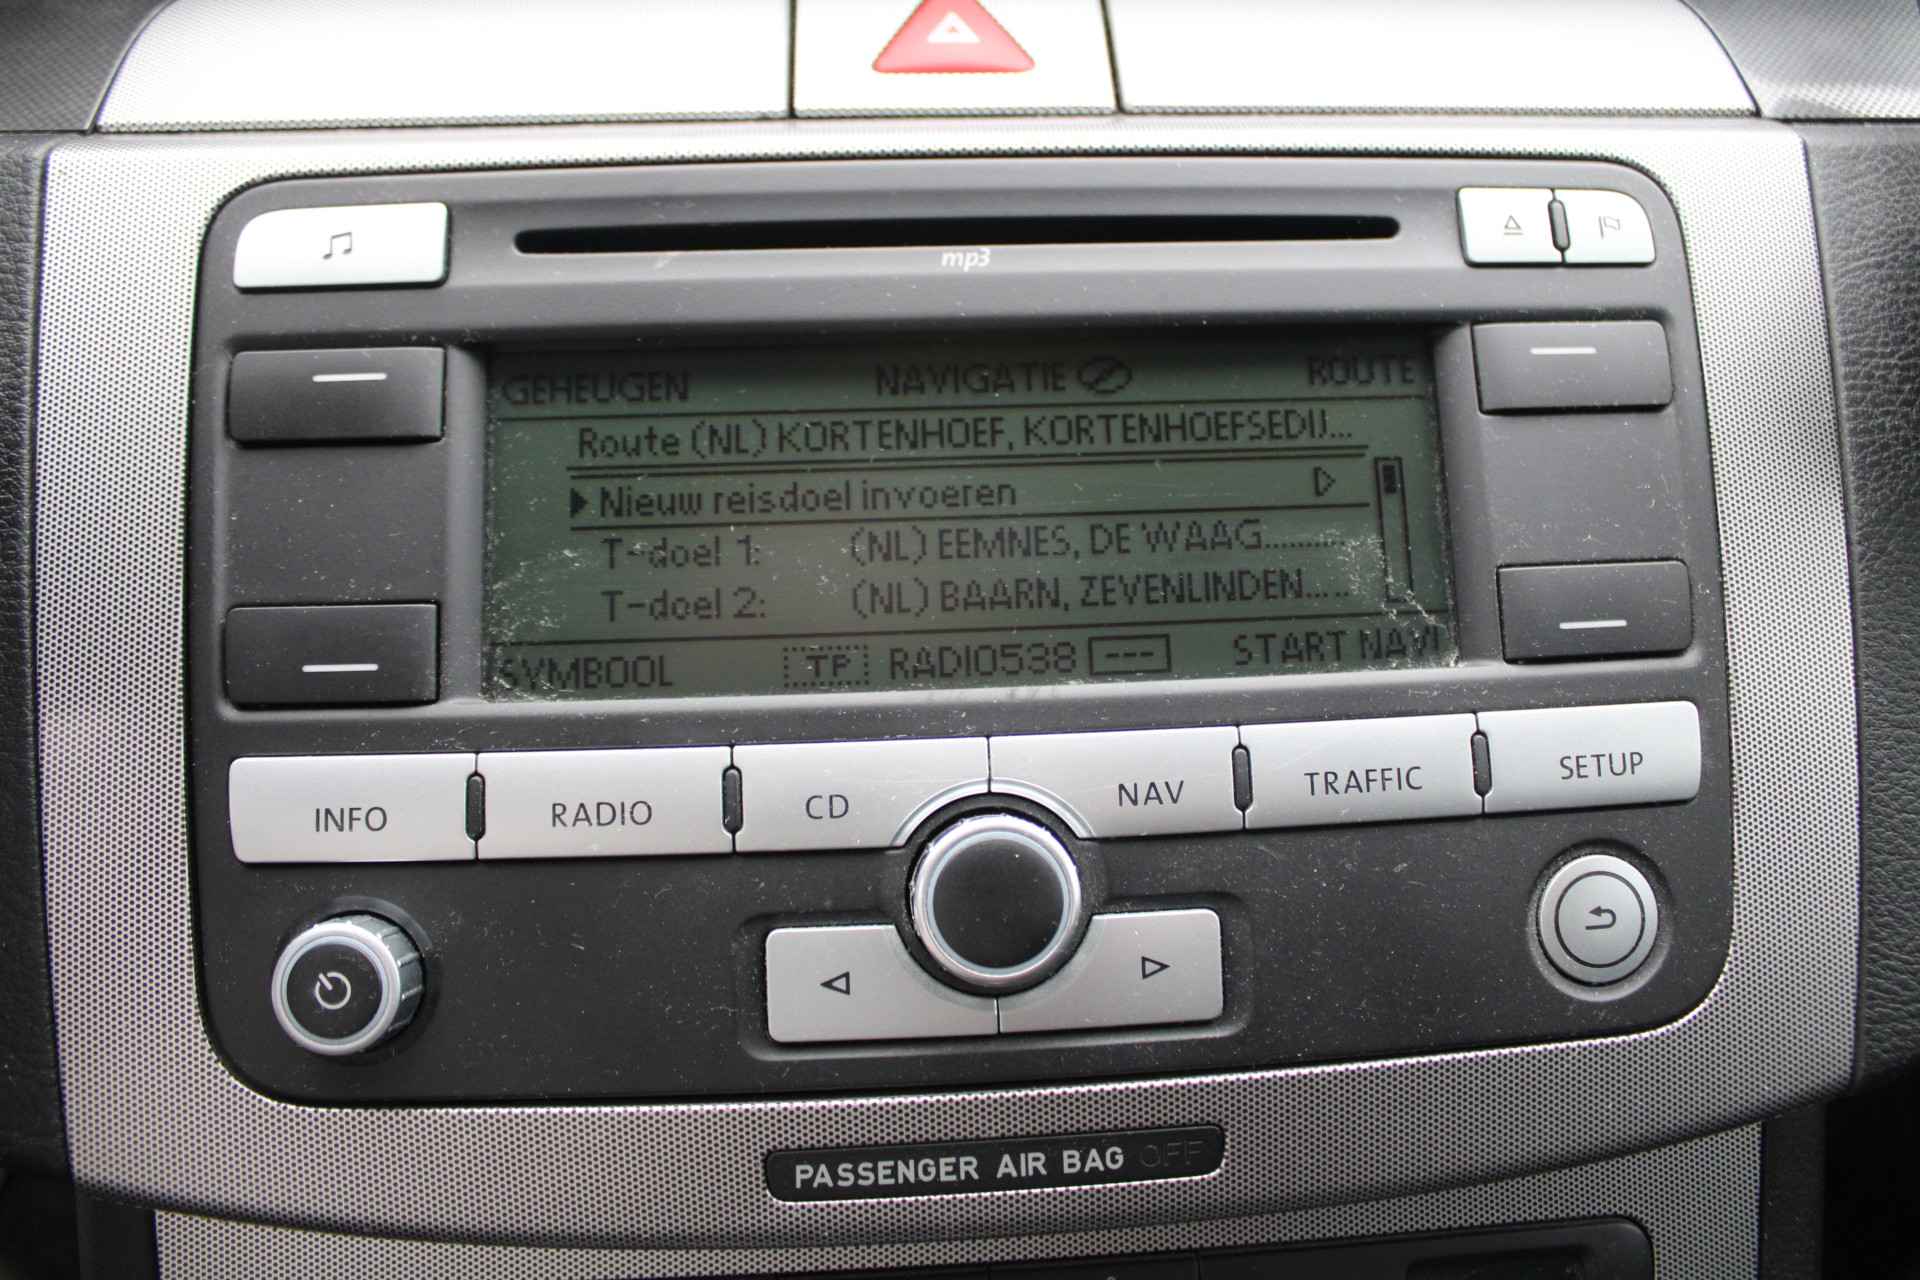 mp3
GEHEUGEN NAVIGATIE ROUTE
Route (NL) KORTENHOEF, KORTENHOEFSEDIJ...
Nieuw reisdoel invoeren
T-doel 1: (NL) EEMNES, DE WAAG..........
T-doel 2: (NL) BAARN, ZEVENLINDEN.....
SYMBOOL TP RADIO538 --- START NAVI
INFO RADIO CD NAV TRAFFIC SETUP
PASSENGER AIR BAG OFF